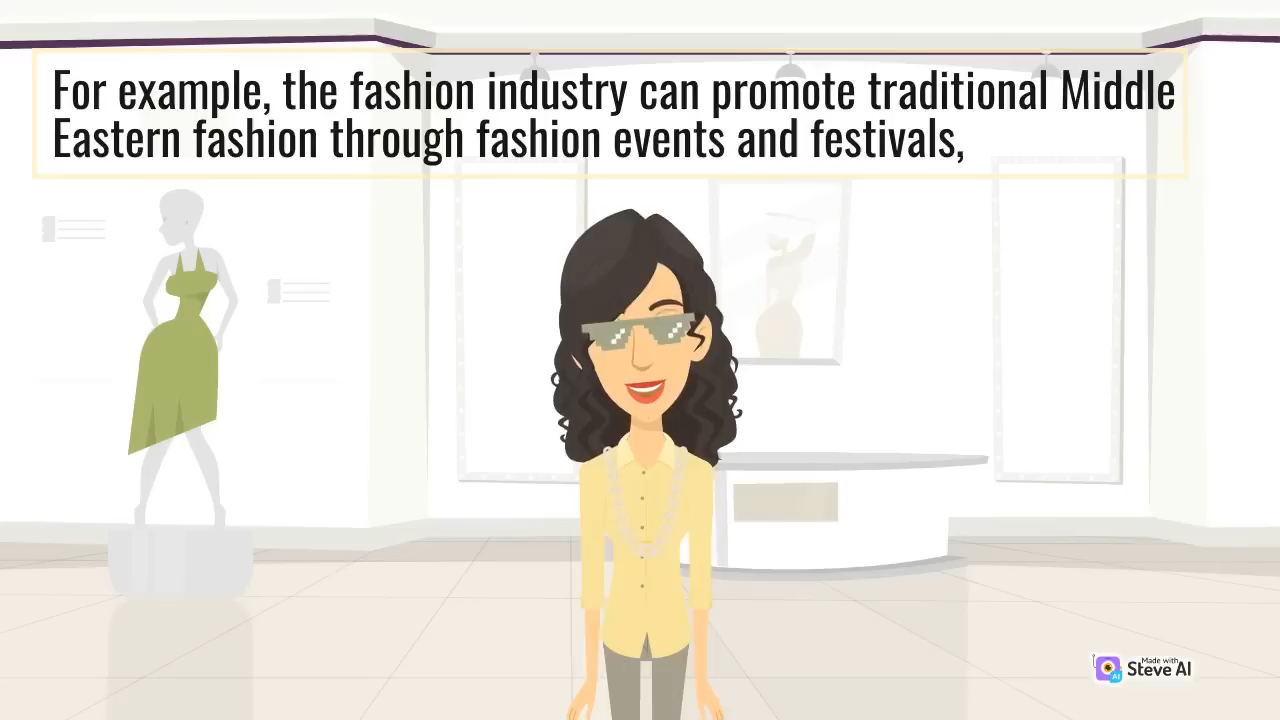 For example, the fashion industry can promote traditional Middle
Eastern fashion through fashion events and festivals,
Made with
Steve AI
AI